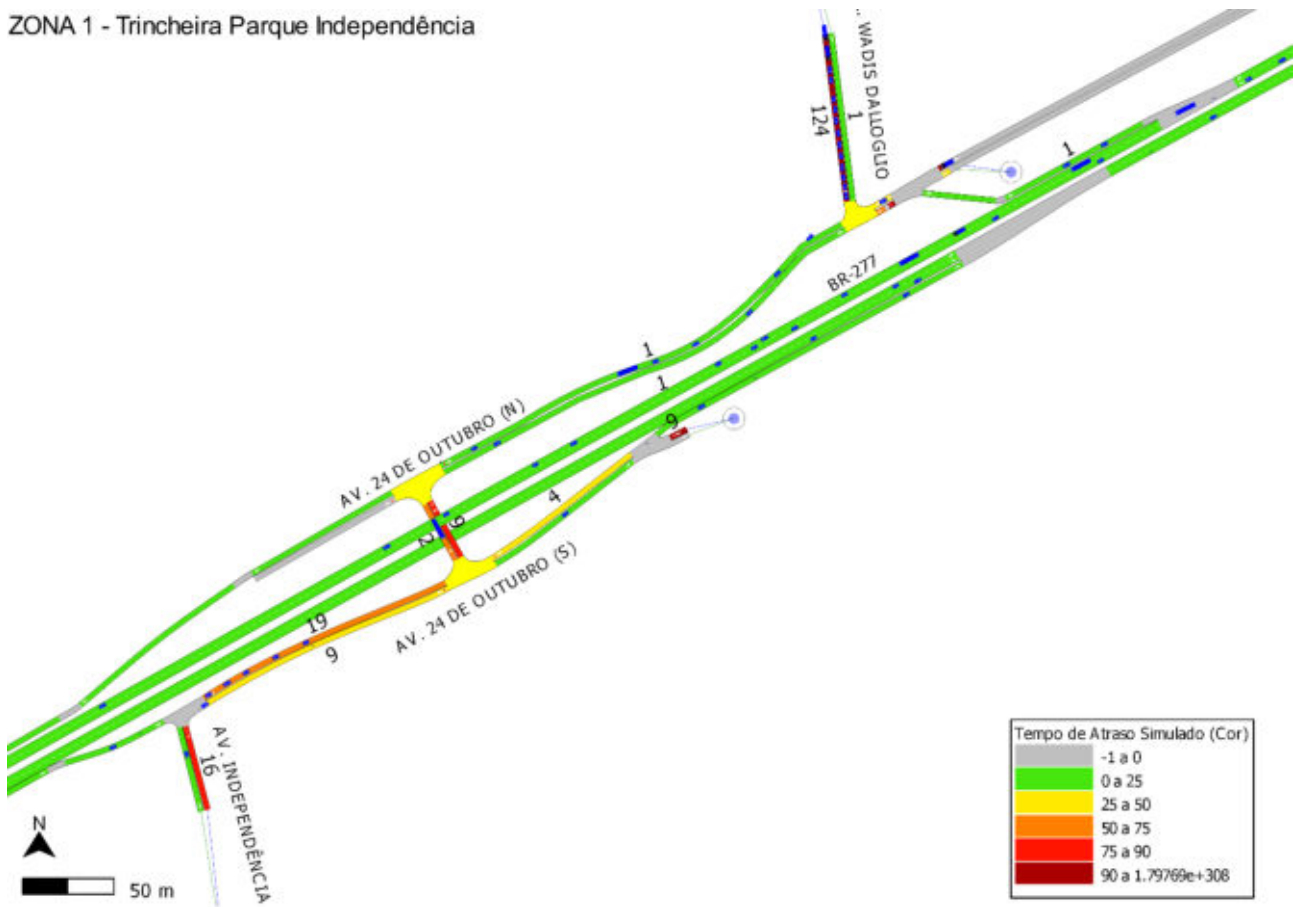 ZONA 1 - Trincheira Parque Independência
. WADIS DALLOGLIO
1
124
1
BR-277
1
1
AV. 24 DE OUTUBRO (N)
9
4
9
2
AV. 24 DE OUTUBRO (S)
19
9
AV. INDEPENDÊNCIA
16
N
50 m
Tempo de Atraso Simulado (Cor)
-1 a 0
0 a 25
25 a 50
50 a 75
75 a 90
90 a 1.79769e+308